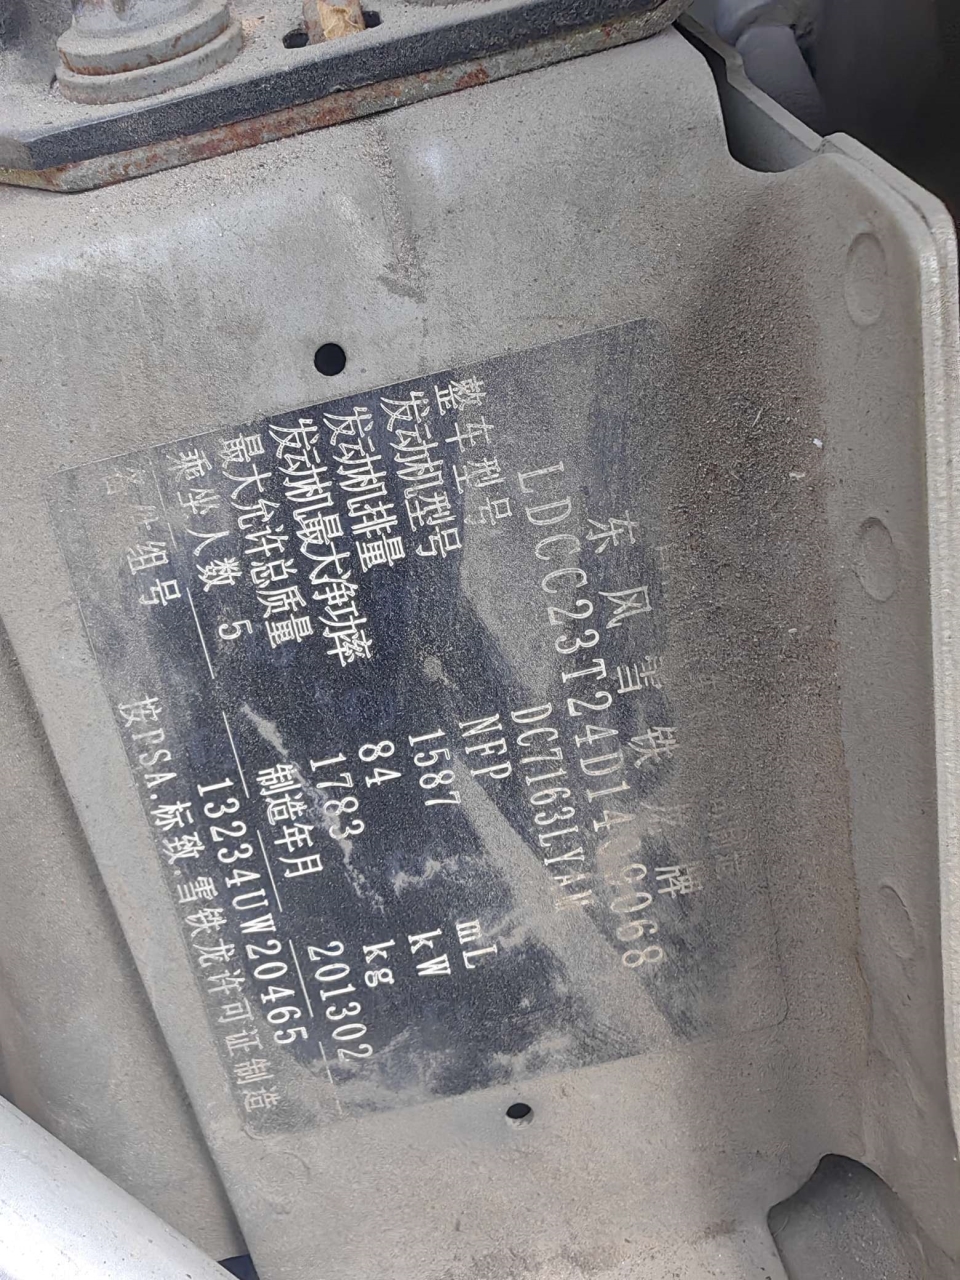 东风雪铁龙牌
整车型号 DC7163LYAM
发动机型号 NFP
发动机排量 1587 mL
发动机最大净功率 84 kW
最大允许总质量 1783 kg
乘坐人数 5 制造年月 201302
组号 13234UW20465
按PSA.标致.雪铁龙许可证制造